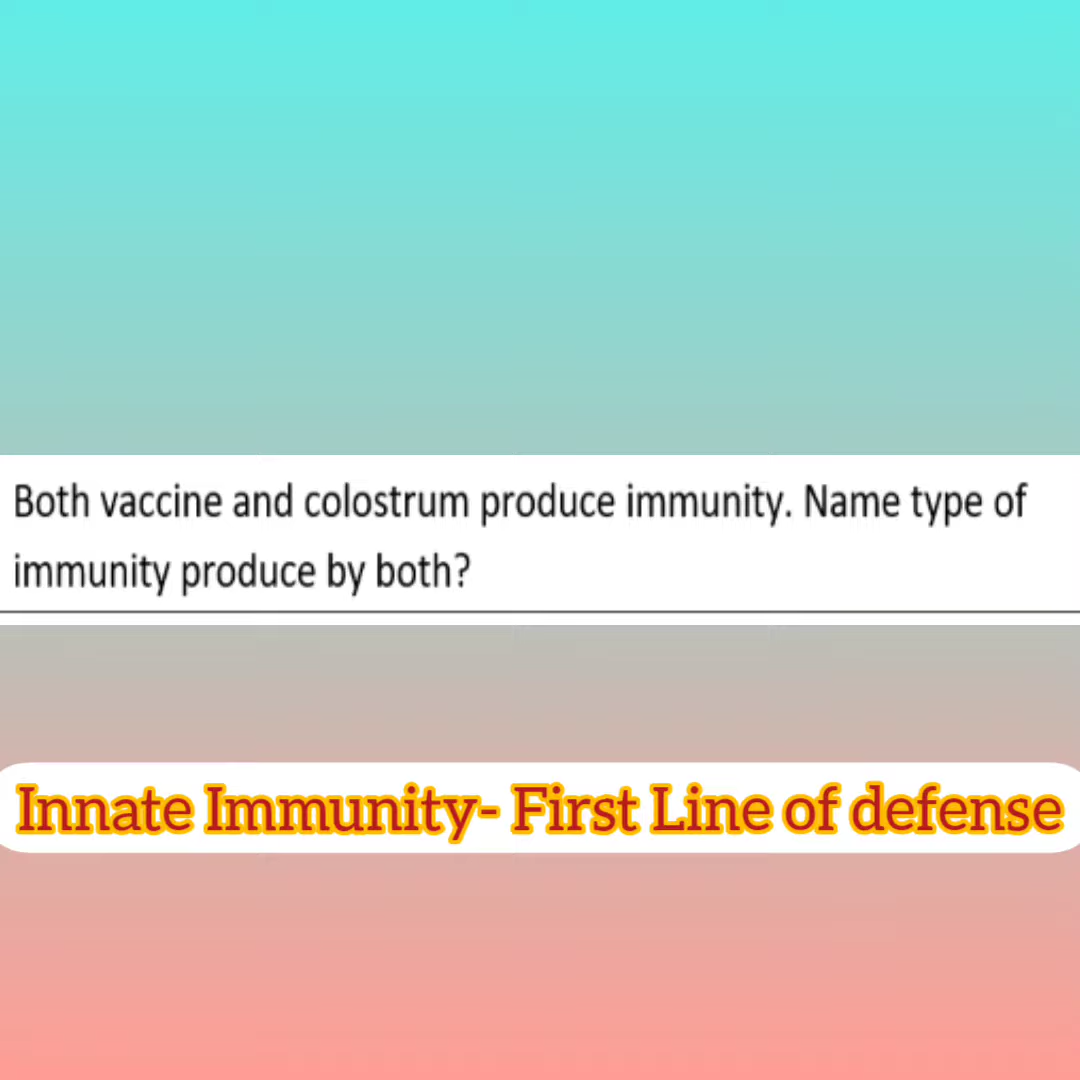 Both vaccine and colostrum produce immunity. Name type of
immunity produce by both?
Innate Immunity- First Line of defense